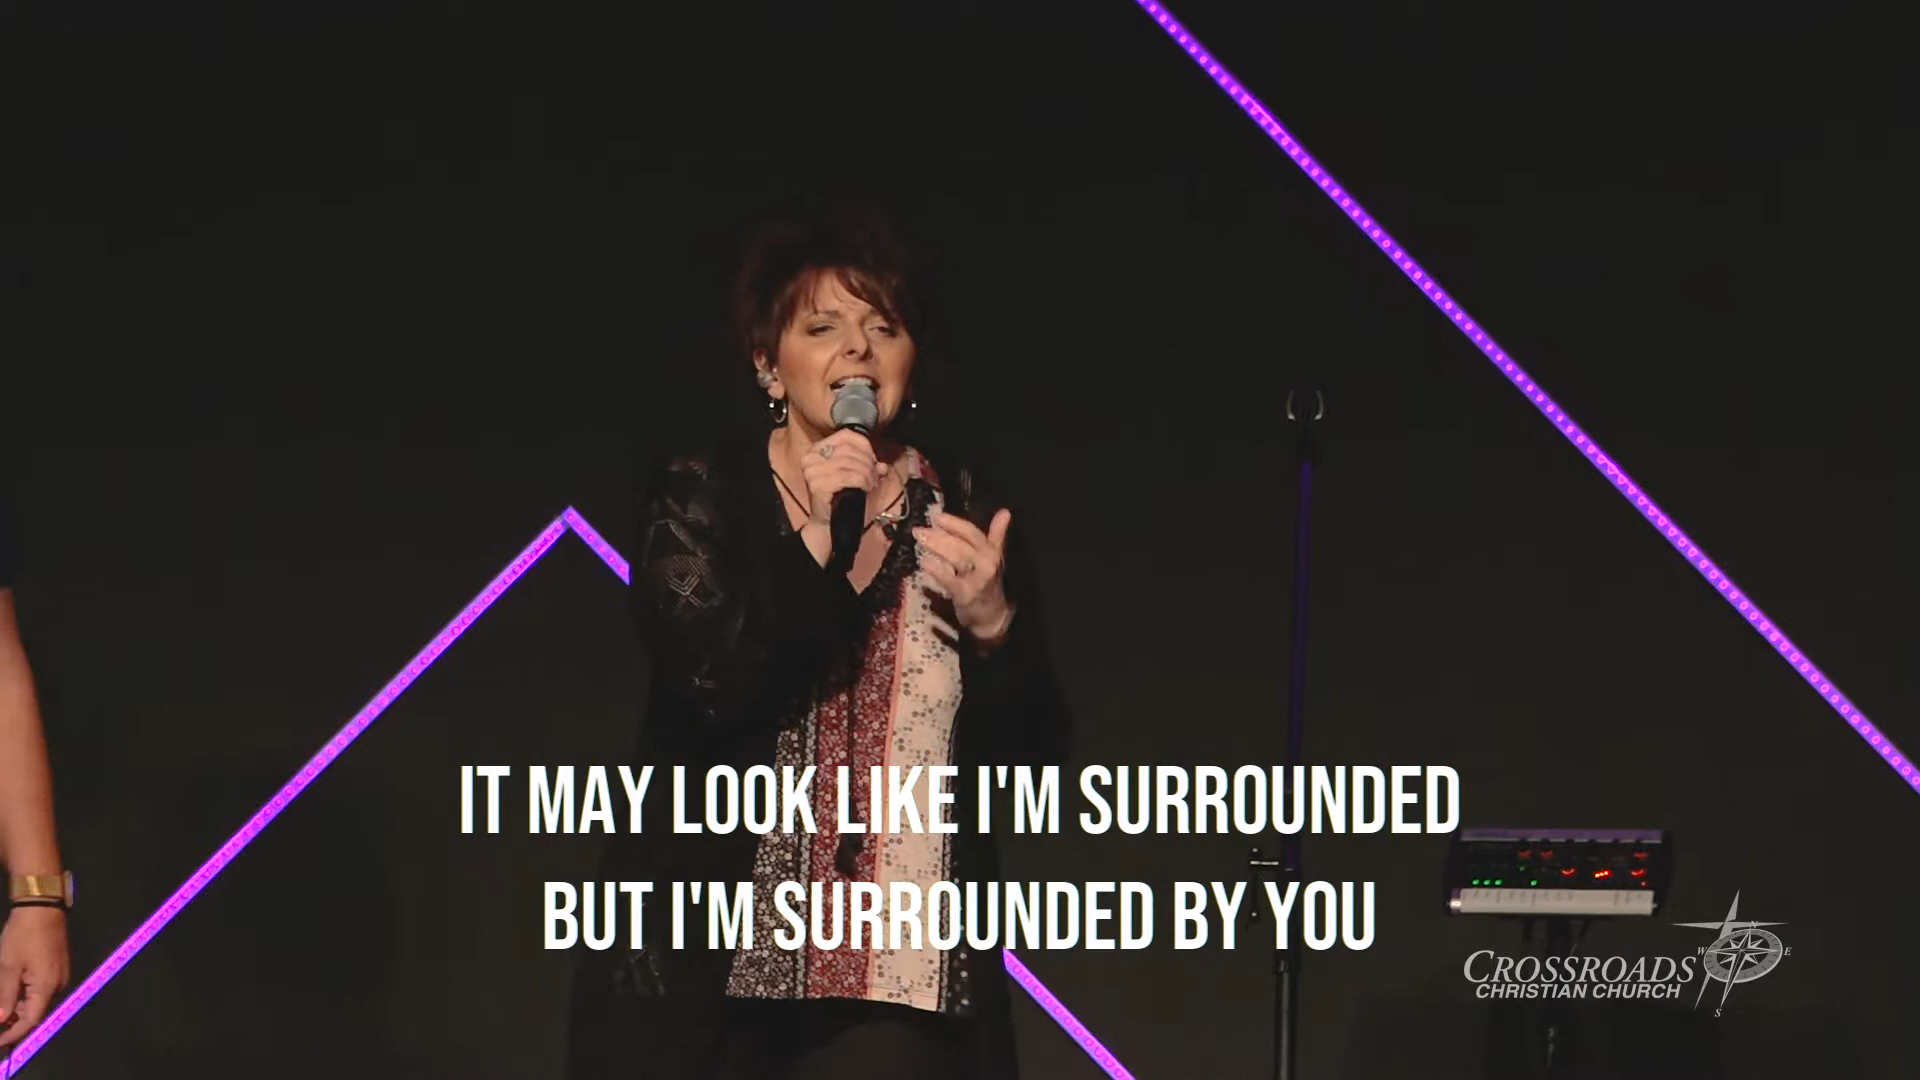 IT MAY LOOK LIKE I'M SURROUNDED
BUT I'M SURROUNDED BY YOU
CROSSROADS
CHRISTIAN CHURCH
N
W
E
S